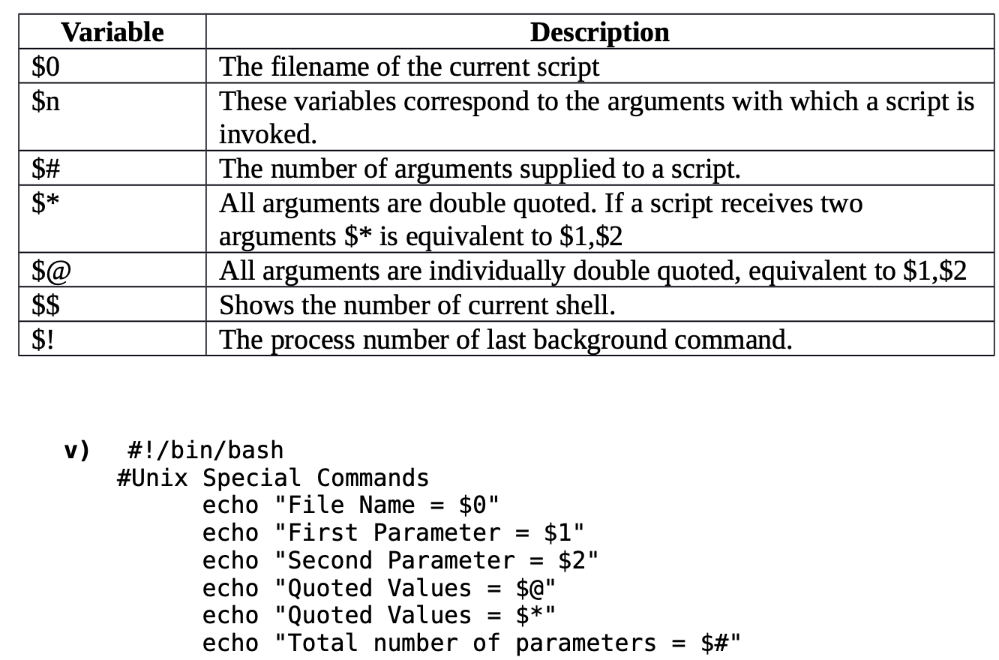 Variable Description
$0 The filename of the current script
$n These variables correspond to the arguments with which a script is
invoked.
$# The number of arguments supplied to a script.
$* All arguments are double quoted. If a script receives two
arguments $* is equivalent to $1,$2
$@ All arguments are individually double quoted, equivalent to $1,$2
$$ Shows the number of current shell.
$! The process number of last background command.
v) #!/bin/bash
#Unix Special Commands
echo "File Name = $0"
echo "First Parameter = $1"
echo "Second Parameter = $2"
echo "Quoted Values = $@"
echo "Quoted Values = $*"
echo "Total number of parameters = $#"